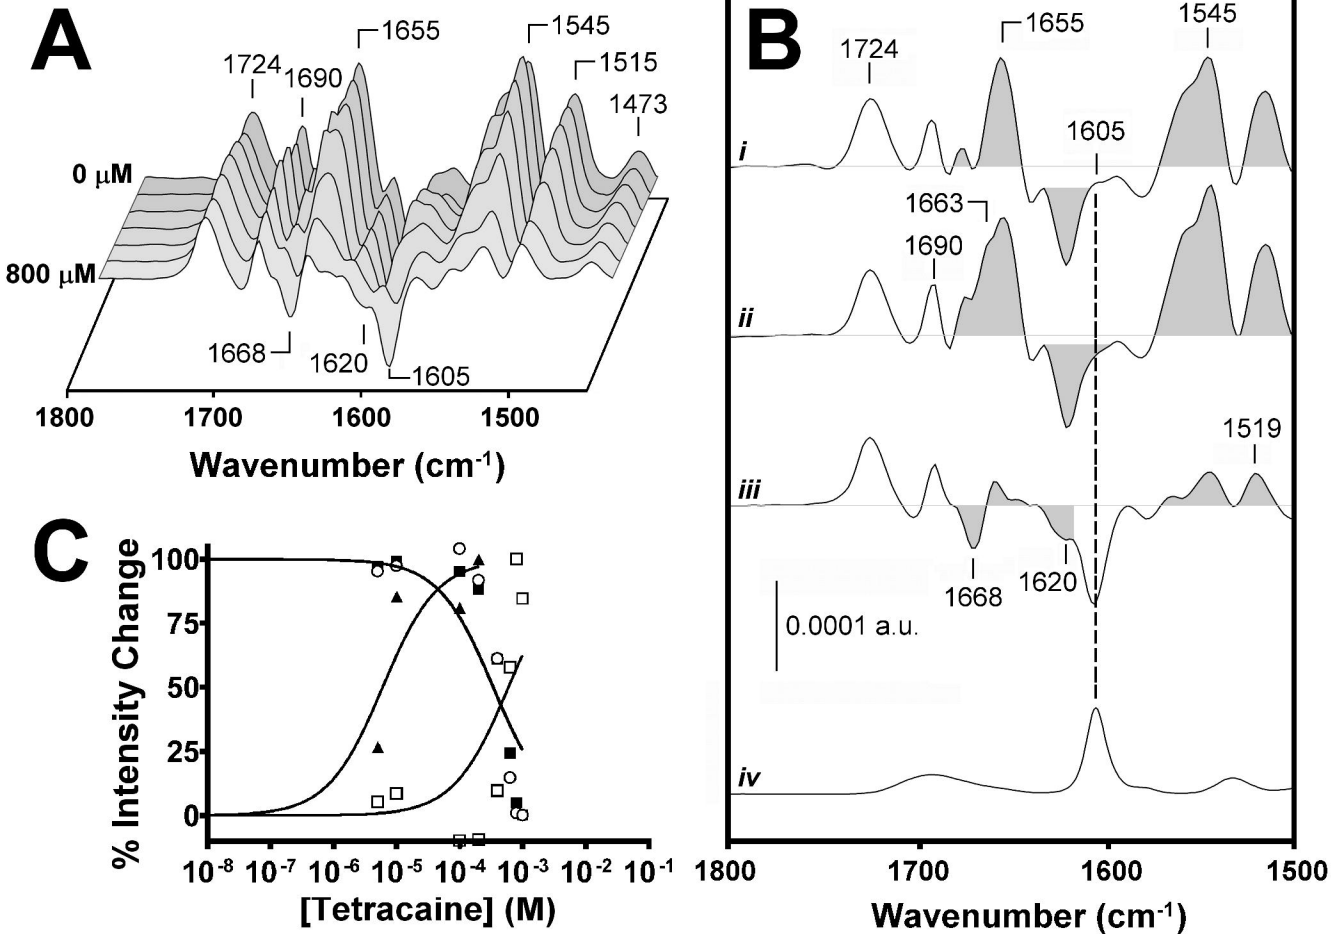 A
1655
1545
1724
1690
1515
1473
0 µM
800 µM
1668
1620
1605
1800
1700
1600
1500
Wavenumber (cm-1)
B
1724
1655
1545
i
1605
1663
1690
ii
1519
iii
1668
1620
0.0001 a.u.
iv
1800
1700
1600
1500
Wavenumber (cm-1)
C
% Intensity Change
100
75
50
25
0
10-8
10-7
10-6
10-5
10-4
10-3
10-2
10-1
[Tetracaine] (M)